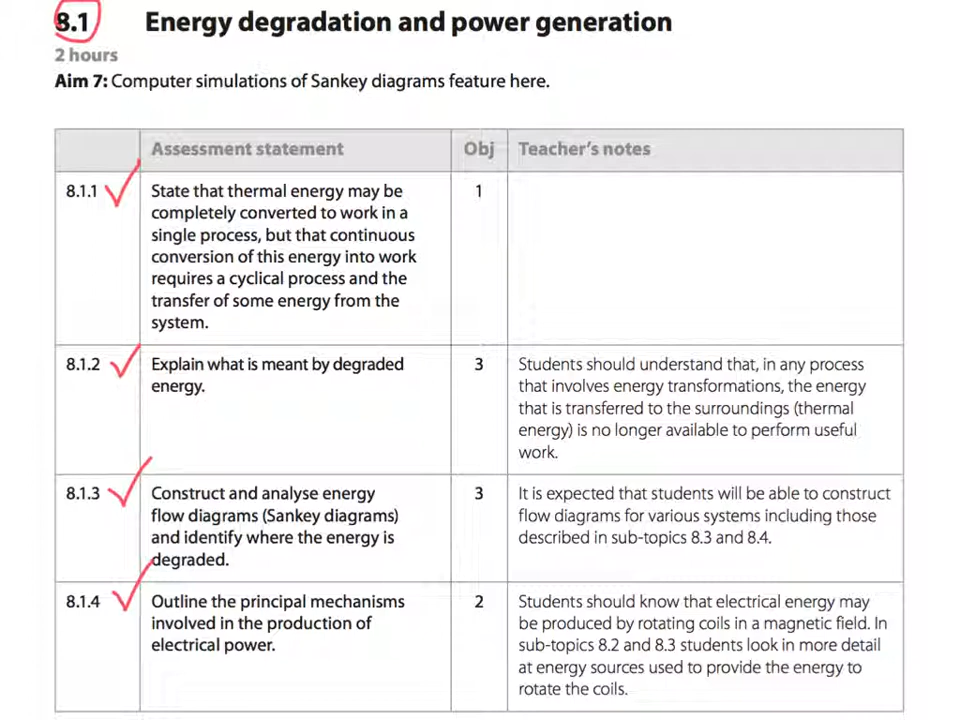 8.1 Energy degradation and power generation
2 hours
Aim 7: Computer simulations of Sankey diagrams feature here.
Assessment statement Obj Teacher's notes
8.1.1 State that thermal energy may be 1
completely converted to work in a
single process, but that continuous
conversion of this energy into work
requires a cyclical process and the
transfer of some energy from the
system.
8.1.2 Explain what is meant by degraded 3 Students should understand that, in any process
energy. that involves energy transformations, the energy
that is transferred to the surroundings (thermal
energy) is no longer available to perform useful
work.
8.1.3 Construct and analyse energy 3 It is expected that students will be able to construct
flow diagrams (Sankey diagrams) flow diagrams for various systems including those
and identify where the energy is described in sub-topics 8.3 and 8.4.
degraded.
8.1.4 Outline the principal mechanisms 2 Students should know that electrical energy may
involved in the production of be produced by rotating coils in a magnetic field. In
electrical power. sub-topics 8.2 and 8.3 students look in more detail
at energy sources used to provide the energy to
rotate the coils.